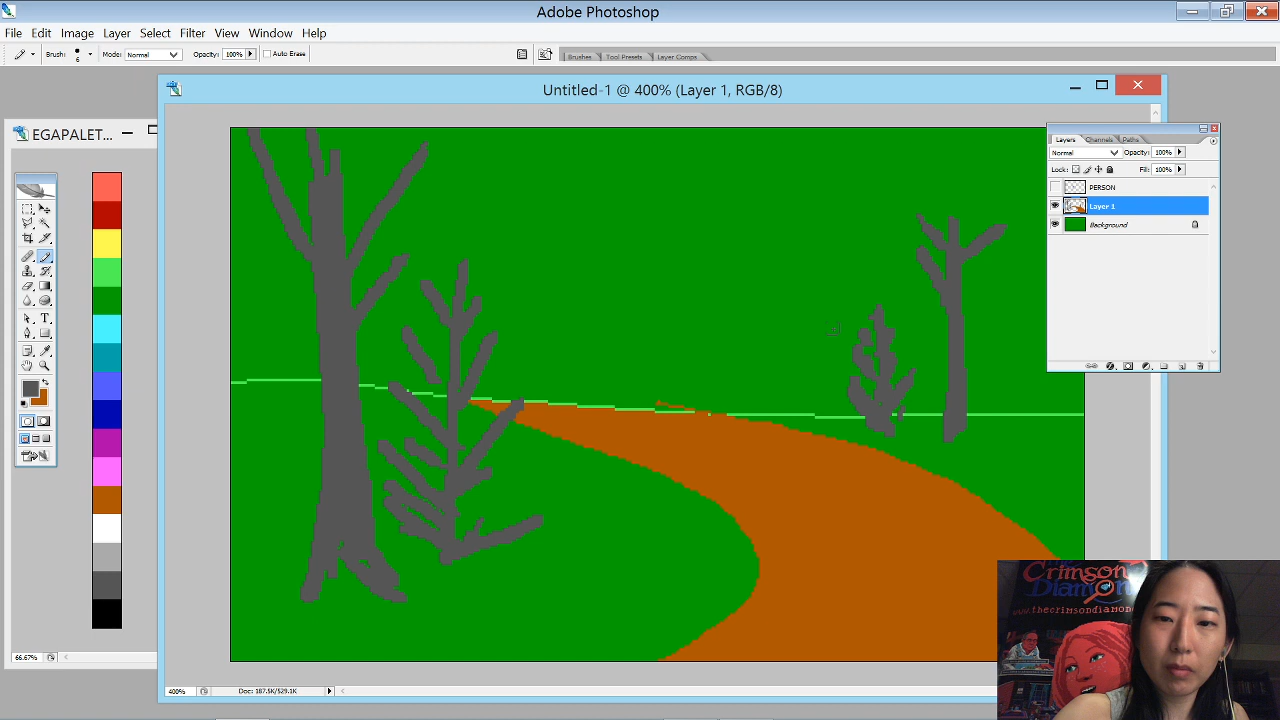 Adobe Photoshop
File Edit Image Layer Select Filter View Window Help
Brush: 6 Mode: Normal Opacity: 100% Auto Erase Brushes Tool Presets Layer Comps
Untitled-1 @ 400% (Layer 1, RGB/8)
EGAPALET...
Layers Channels Paths
Normal Opacity: 100%
Lock: Fill: 100%
PERSON
Layer 1
Background
66.67%
400% Doc: 187.5K/529.1K
Crimson
Diamond
www.thecrimsondiamond